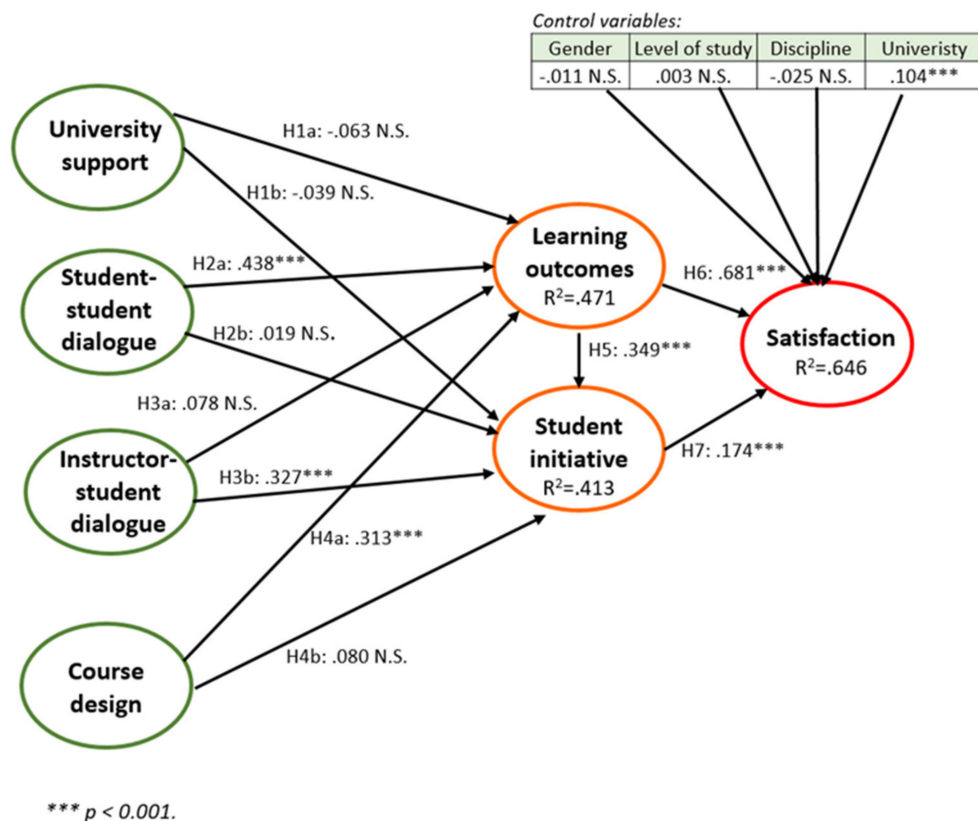 Control variables:
Gender Level of study Discipline Univeristy
-.011 N.S. .003 N.S. -.025 N.S. .104***
University
support
H1a: -.063 N.S.
H1b: -.039 N.S.
Learning
outcomes
R²=.471
Student-
student
dialogue
H2a: .438***
H2b: .019 N.S.
H6: .681***
Satisfaction
R²=.646
H5: .349***
H3a: .078 N.S.
Student
initiative
R²=.413
H7: .174***
Instructor-
student
dialogue
H3b: .327***
H4a: .313***
H4b: .080 N.S.
Course
design
*** p < 0.001.